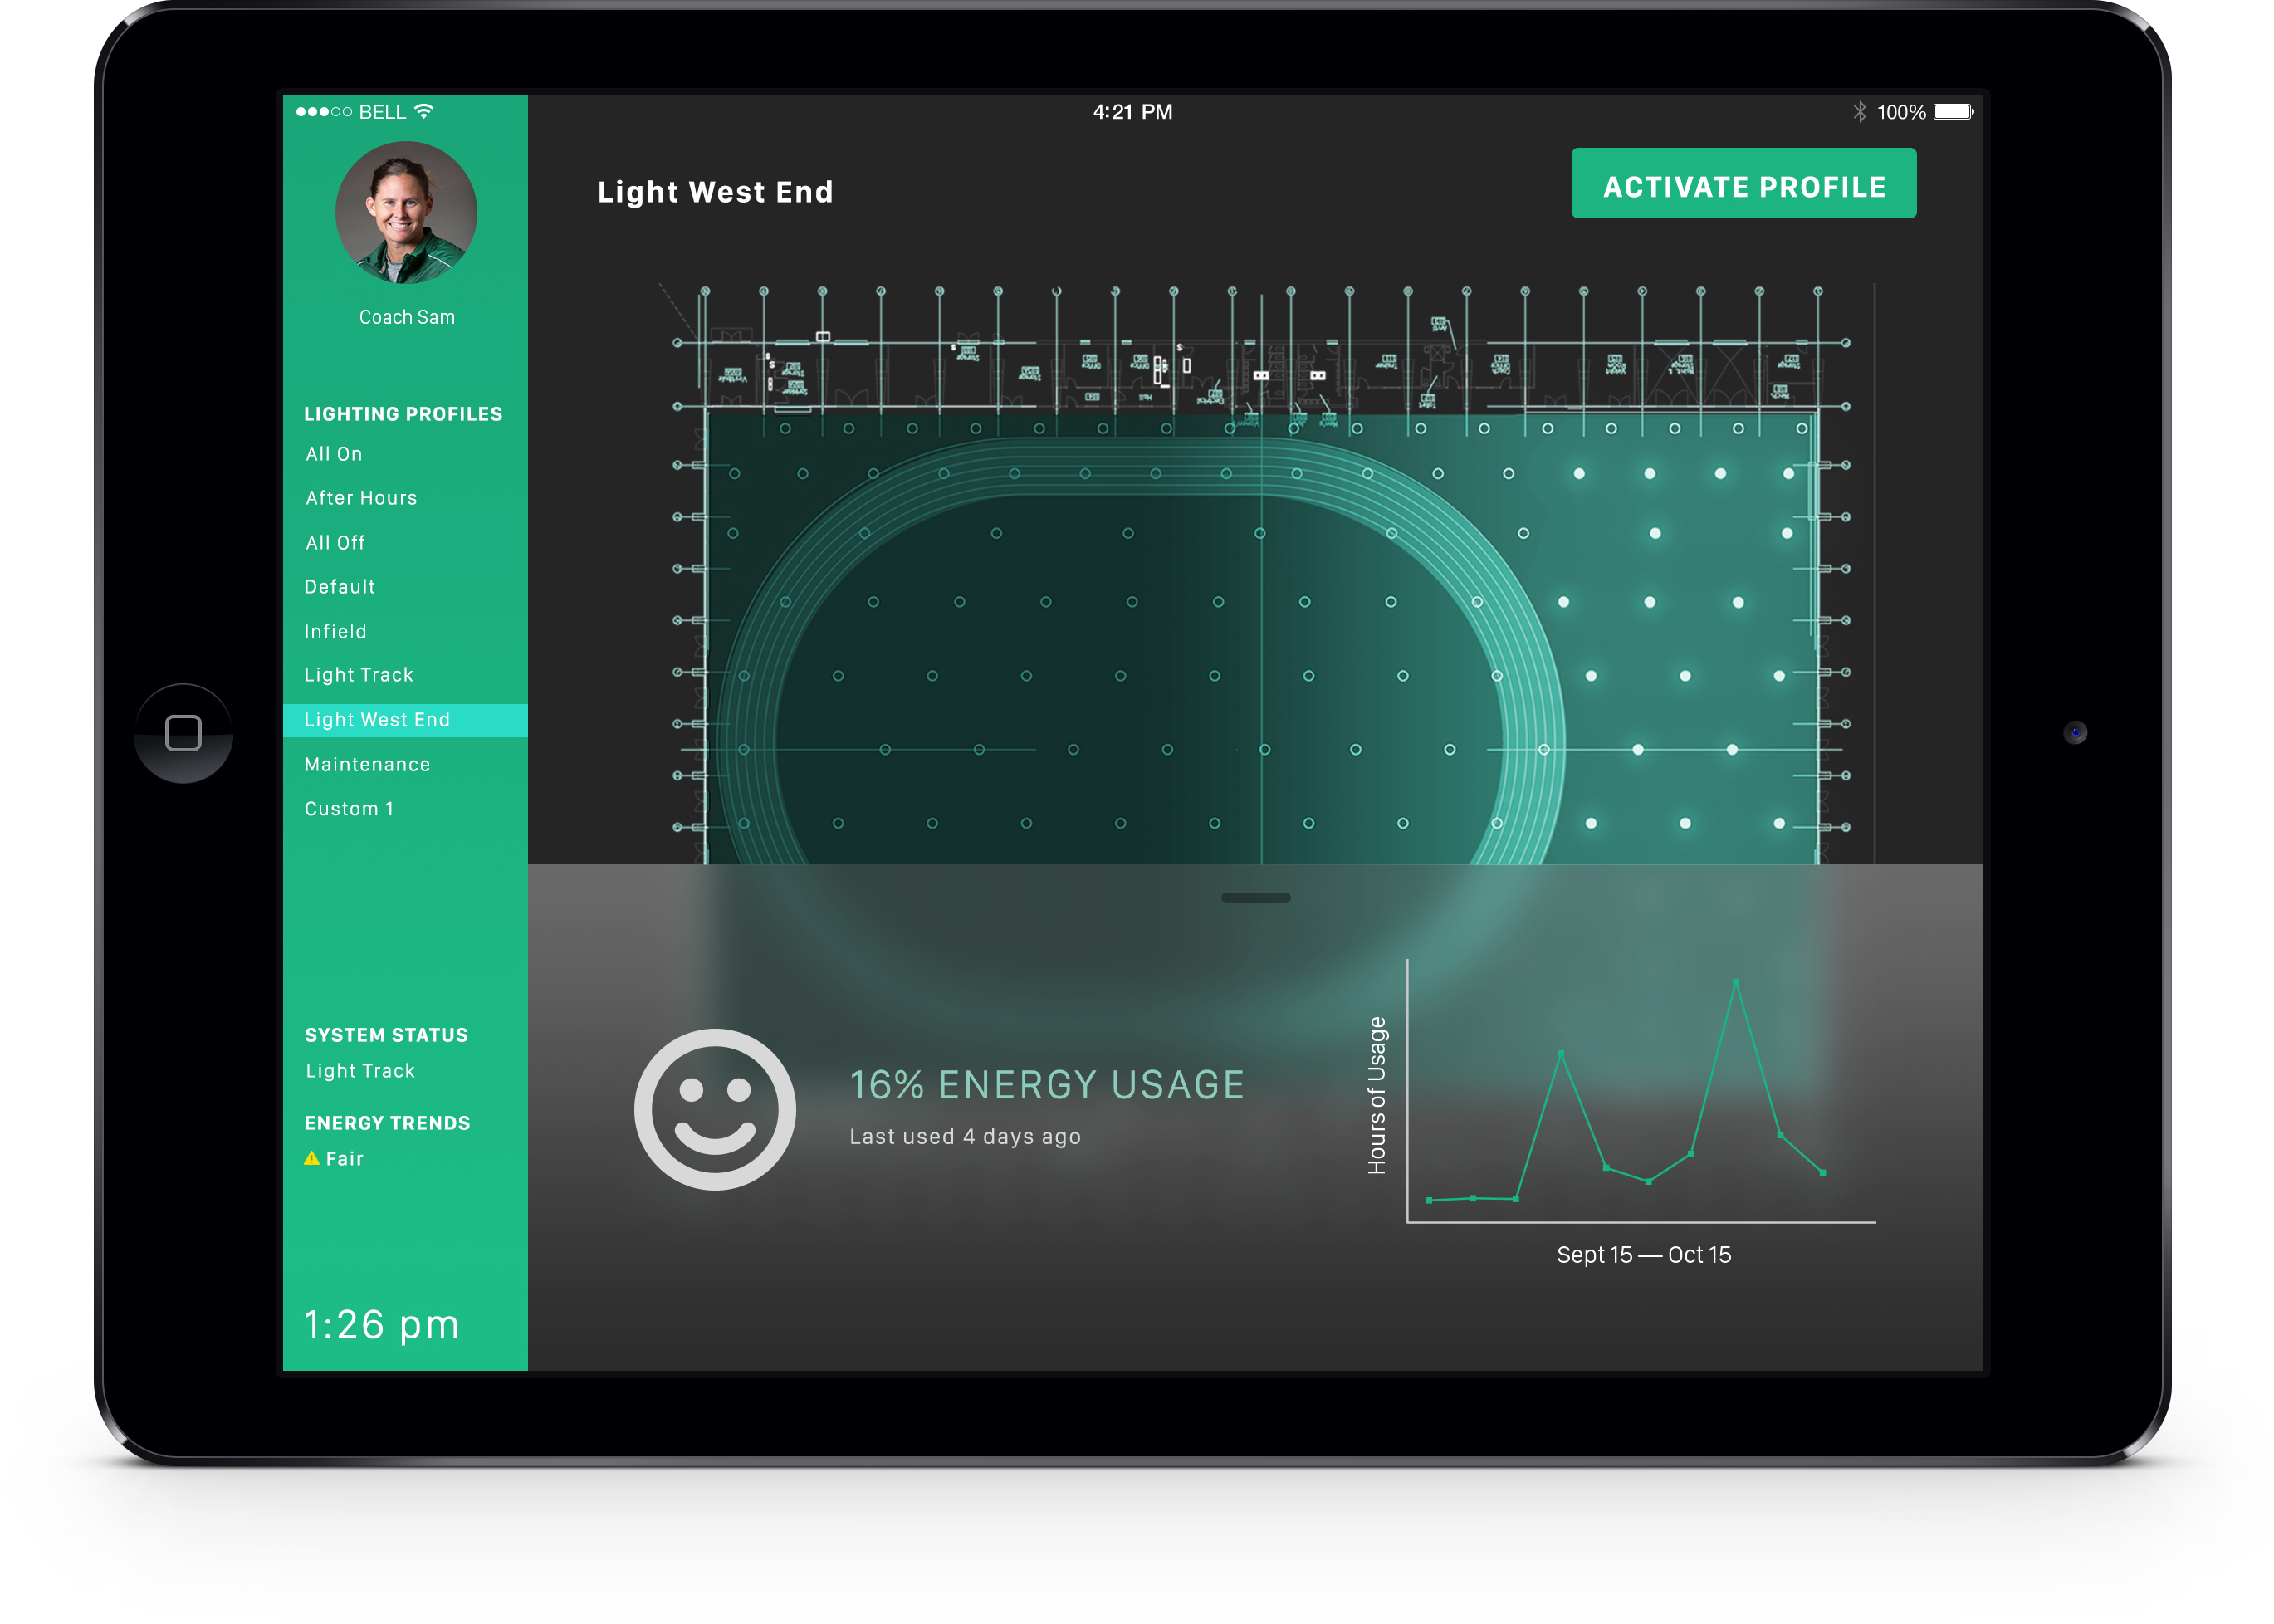 BELL
4:21 PM
100%
Coach Sam
Light West End
ACTIVATE PROFILE
LIGHTING PROFILES
All On
After Hours
All Off
Default
Infield
Light Track
Light West End
Maintenance
Custom 1
SYSTEM STATUS
Light Track
ENERGY TRENDS
Fair
1:26 pm
16% ENERGY USAGE
Last used 4 days ago
Hours of Usage
Sept 15 — Oct 15